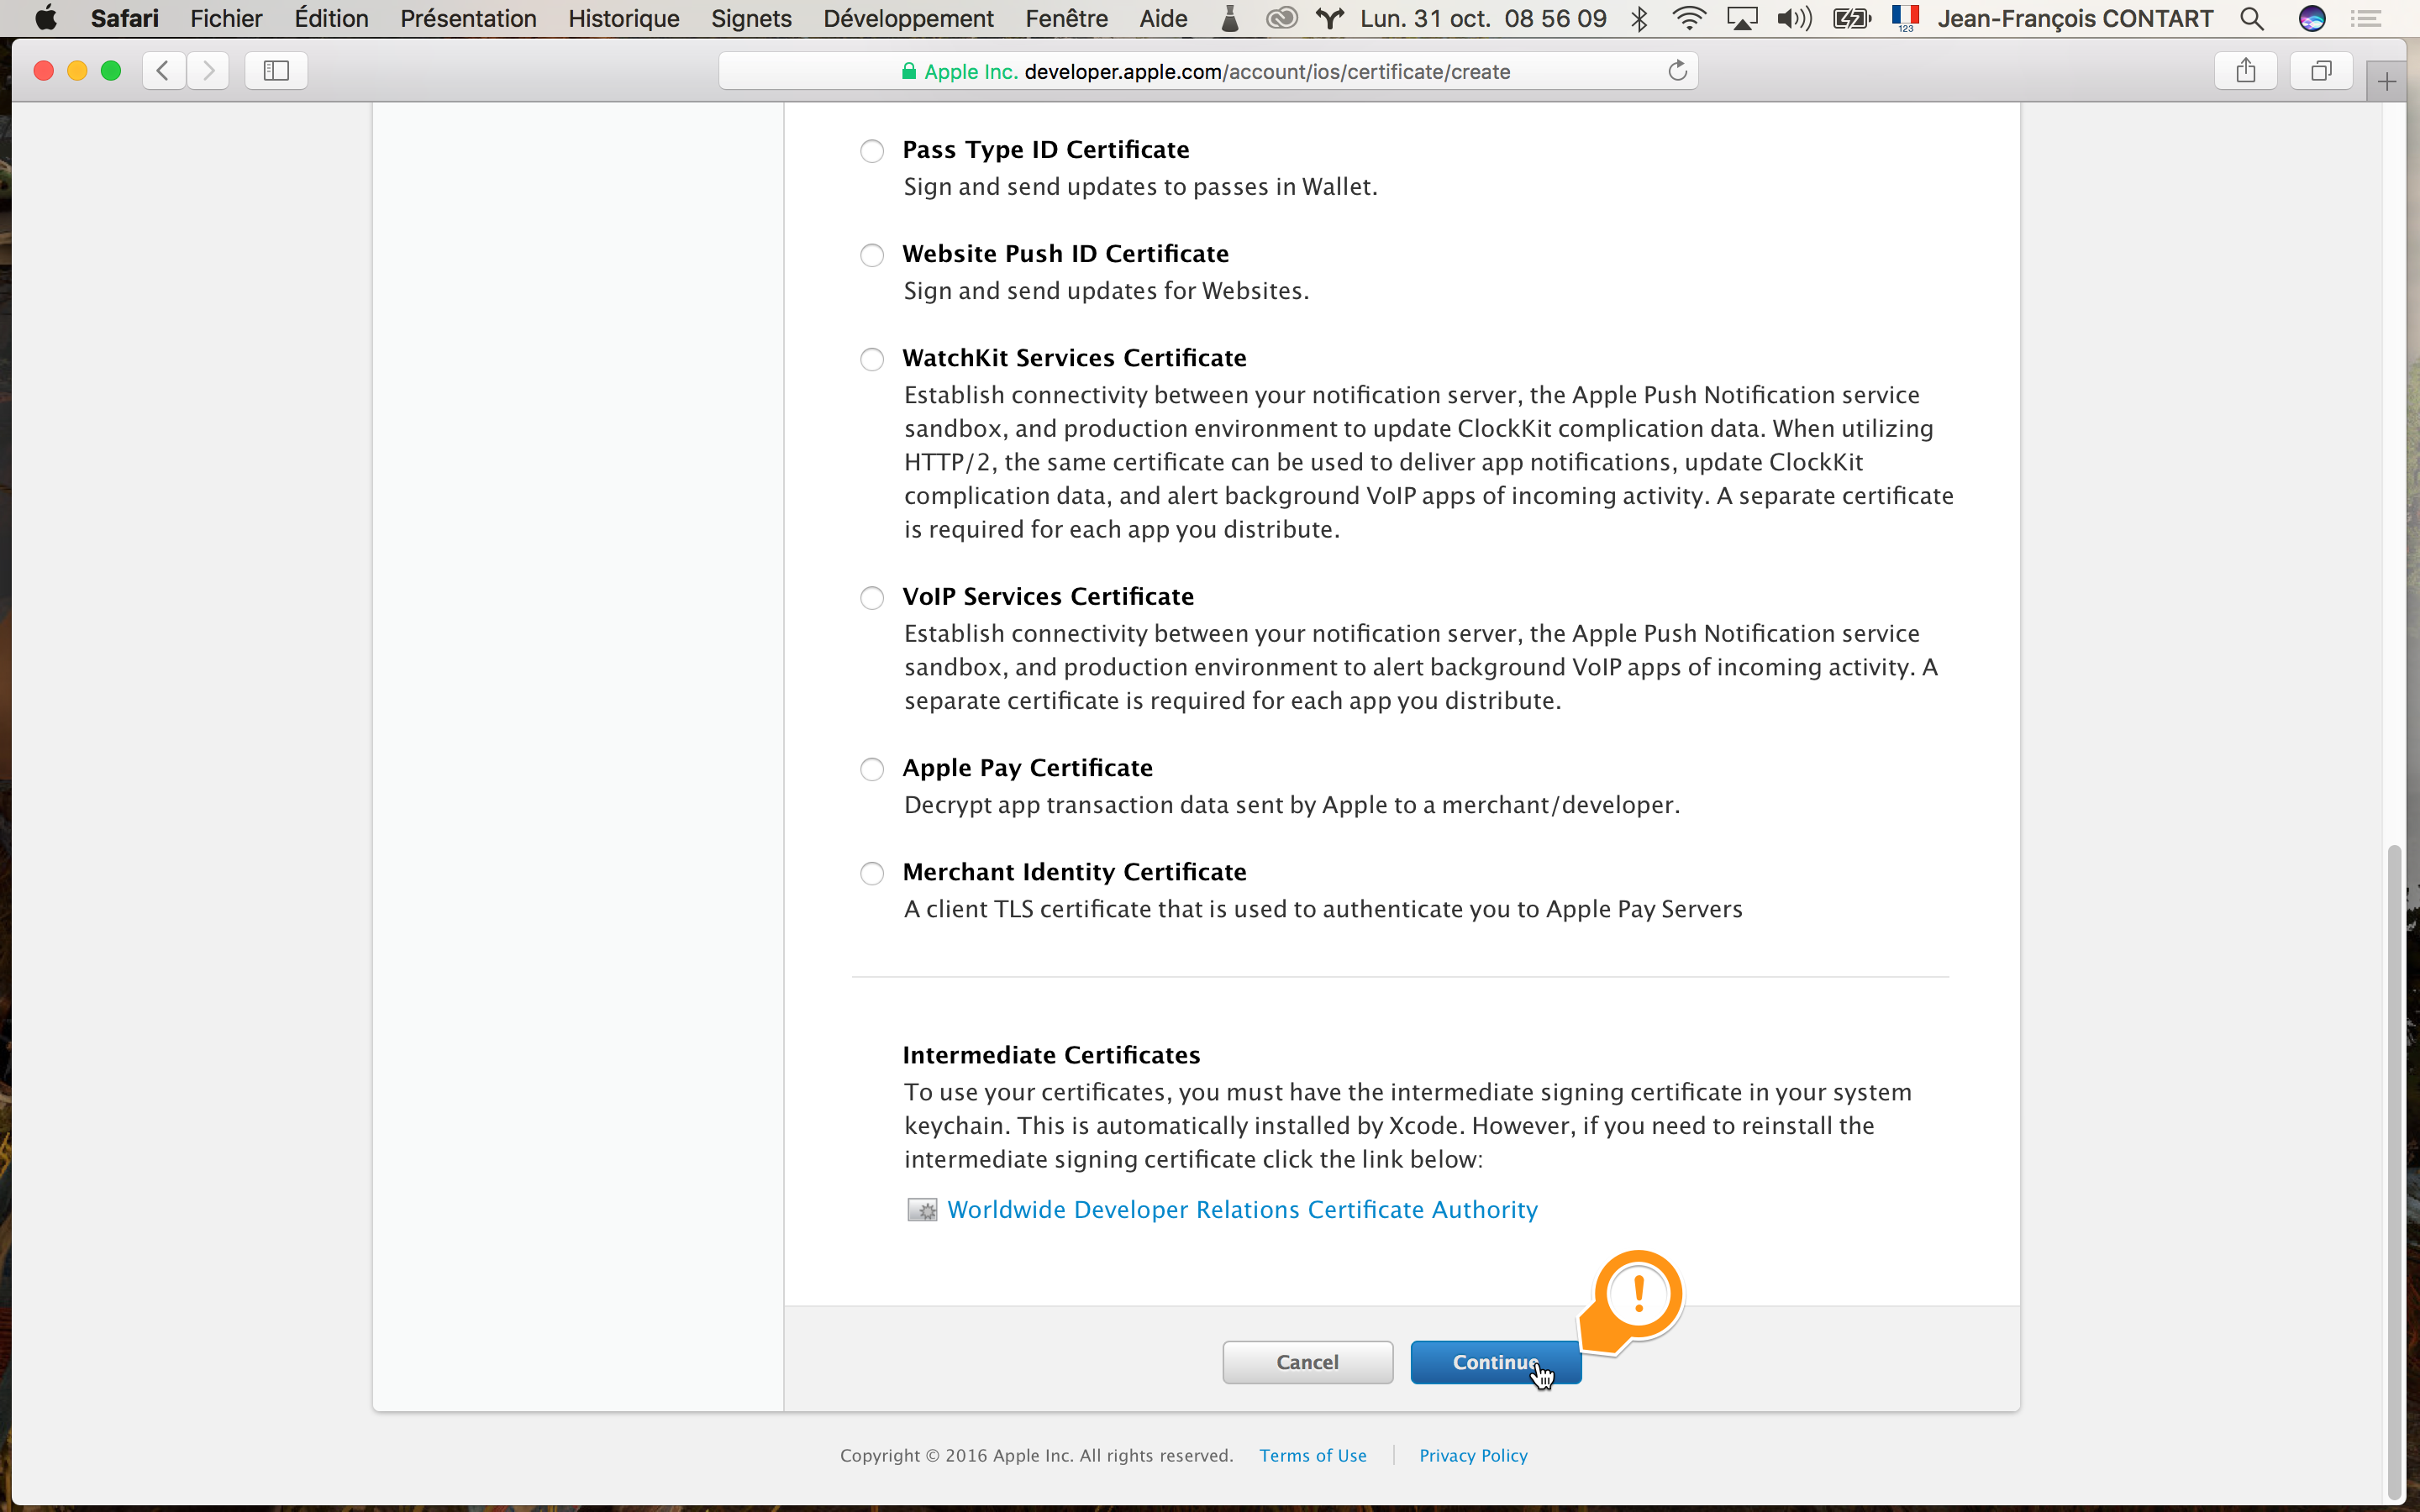 Safari Fichier Édition Présentation Historique Signets Développement Fenêtre Aide Lun. 31 oct. 08 56 09 123 Jean-François CONTART
Apple Inc. developer.apple.com/account/ios/certificate/create
Pass Type ID Certificate
Sign and send updates to passes in Wallet.
Website Push ID Certificate
Sign and send updates for Websites.
WatchKit Services Certificate
Establish connectivity between your notification server, the Apple Push Notification service
sandbox, and production environment to update ClockKit complication data. When utilizing
HTTP/2, the same certificate can be used to deliver app notifications, update ClockKit
complication data, and alert background VoIP apps of incoming activity. A separate certificate
is required for each app you distribute.
VoIP Services Certificate
Establish connectivity between your notification server, the Apple Push Notification service
sandbox, and production environment to alert background VoIP apps of incoming activity. A
separate certificate is required for each app you distribute.
Apple Pay Certificate
Decrypt app transaction data sent by Apple to a merchant/developer.
Merchant Identity Certificate
A client TLS certificate that is used to authenticate you to Apple Pay Servers
Intermediate Certificates
To use your certificates, you must have the intermediate signing certificate in your system
keychain. This is automatically installed by Xcode. However, if you need to reinstall the
intermediate signing certificate click the link below:
Worldwide Developer Relations Certificate Authority
!
Cancel Continue
Copyright © 2016 Apple Inc. All rights reserved. Terms of Use Privacy Policy